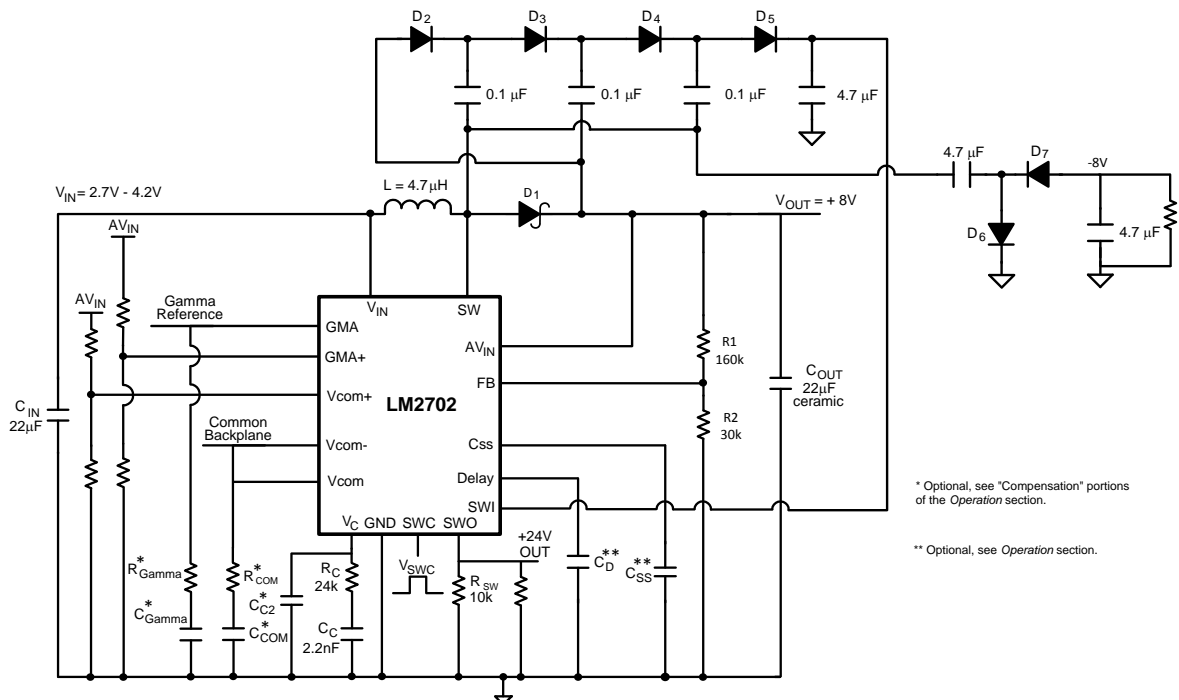 D2
D3
D4
D5
0.1 µF
0.1 µF
0.1 µF
4.7 µF
4.7 µF
D7
-8V
D6
4.7 µF
VIN= 2.7V - 4.2V
L = 4.7µH
D1
VOUT = + 8V
AVIN
AVIN
Gamma
Reference
VIN
SW
GMA
GMA+
AVIN
R1
160k
FB
Vcom+
LM2702
COUT
22µF
ceramic
CIN
22µF
R2
30k
Common
Backplane
Vcom-
Css
Vcom
Delay
SWI
VC
GND
SWC
SWO
+24V
OUT
VSWC
R*Gamma
C*Gamma
R*COM
C*COM
C*C2
RC
24k
CC
2.2nF
RSW
10k
C**D
C**SS
* Optional, see "Compensation" portions
of the Operation section.
** Optional, see Operation section.